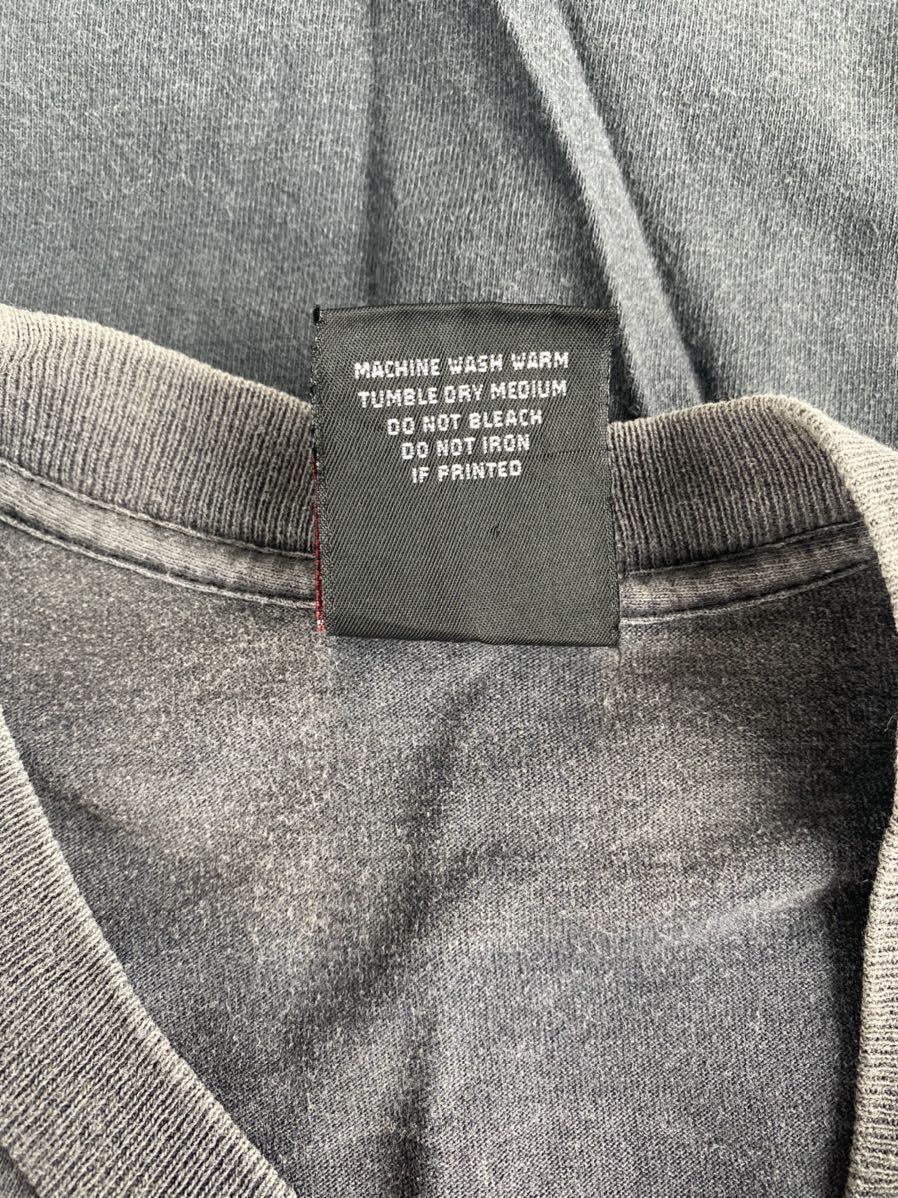 MACHINE WASH WARM
TUMBLE DRY MEDIUM
DO NOT BLEACH
DO NOT IRON
IF PRINTED